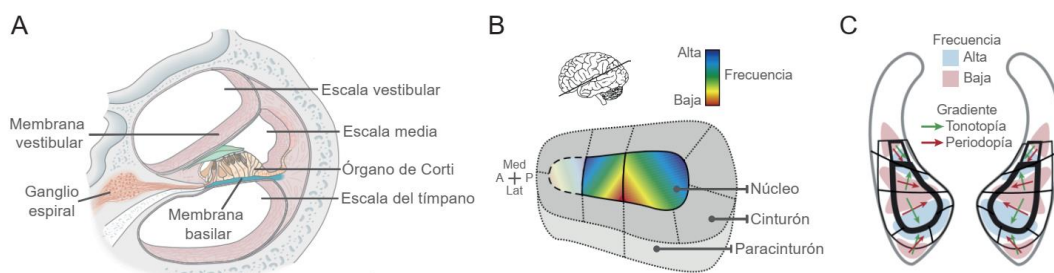 A
Escala vestibular
Membrana
vestibular
Escala media
Órgano de Corti
Ganglio
espiral
Escala del tímpano
Membrana
basilar
B
Alta
Frecuencia
Baja
Med
A P
Lat
Núcleo
Cinturón
Paracinturón
C
Frecuencia
Alta
Baja
Gradiente
Tonotopía
Periodopía